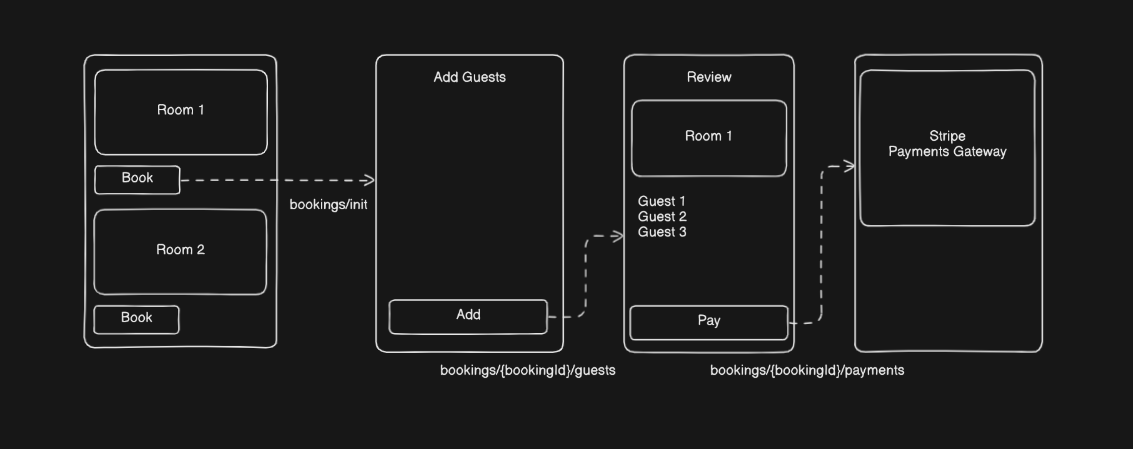 Room 1
Book
bookings/init
Room 2
Book
Add Guests
Add
bookings/{bookingId}/guests
Review
Room 1
Guest 1
Guest 2
Guest 3
Pay
bookings/{bookingId}/payments
Stripe
Payments Gateway